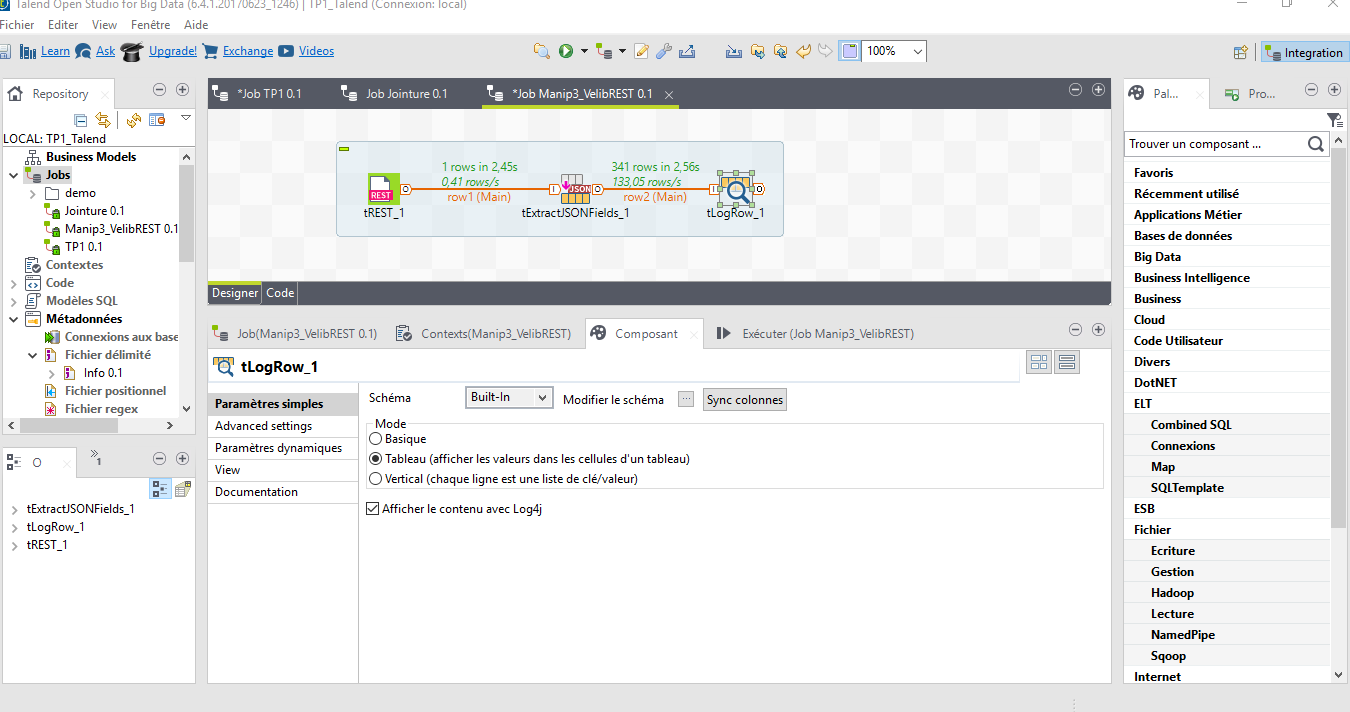 Talend Open Studio for Big Data (6.4.1.20170623_1246) | TP1_Talend (Connexion: local)
Fichier Editer View Fenêtre Aide
Learn Ask Upgrade! Exchange Videos 100% Integration
Repository
LOCAL: TP1_Talend
Business Models
Jobs
demo
Jointure 0.1
Manip3_VelibREST 0.1
TP1 0.1
Contextes
Code
Modèles SQL
Métadonnées
Connexions aux base
Fichier délimité
Info 0.1
Fichier positionnel
Fichier regex
O
1
tExtractJSONFields_1
tLogRow_1
tREST_1
*Job TP1 0.1 Job Jointure 0.1 *Job Manip3_VelibREST 0.1
1 rows in 2,45s 341 rows in 2,56s
0,41 rows/s 133,05 rows/s
REST O I JSON O I O
row1 (Main) row2 (Main)
tREST_1 tExtractJSONFields_1 tLogRow_1
Designer Code
Job(Manip3_VelibREST 0.1) Contexts(Manip3_VelibREST) Composant Exécuter (Job Manip3_VelibREST)
tLogRow_1
Paramètres simples
Advanced settings
Paramètres dynamiques
View
Documentation
Schéma Built-In Modifier le schéma ... Sync colonnes
Mode
Basique
Tableau (afficher les valeurs dans les cellules d'un tableau)
Vertical (chaque ligne est une liste de clé/valeur)
Afficher le contenu avec Log4j
Pal... Pro...
Trouver un composant ...
Favoris
Récemment utilisé
Applications Métier
Bases de données
Big Data
Business Intelligence
Business
Cloud
Code Utilisateur
Divers
DotNET
ELT
Combined SQL
Connexions
Map
SQLTemplate
ESB
Fichier
Ecriture
Gestion
Hadoop
Lecture
NamedPipe
Sqoop
Internet